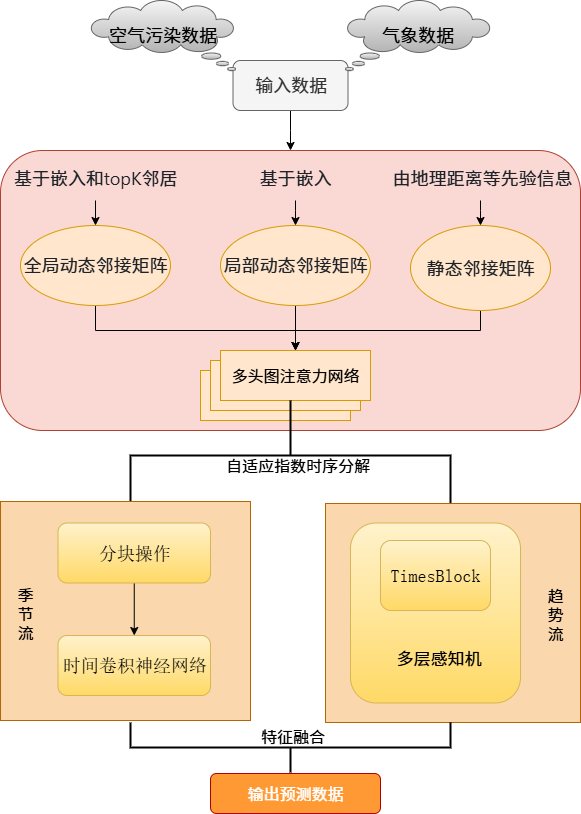 空气污染数据
气象数据
输入数据
基于嵌入和topK邻居
基于嵌入
由地理距离等先验信息
全局动态邻接矩阵
局部动态邻接矩阵
静态邻接矩阵
多头图注意力网络
自适应指数时序分解
季节流
分块操作
时间卷积神经网络
TimesBlock
多层感知机
趋势流
特征融合
输出预测数据